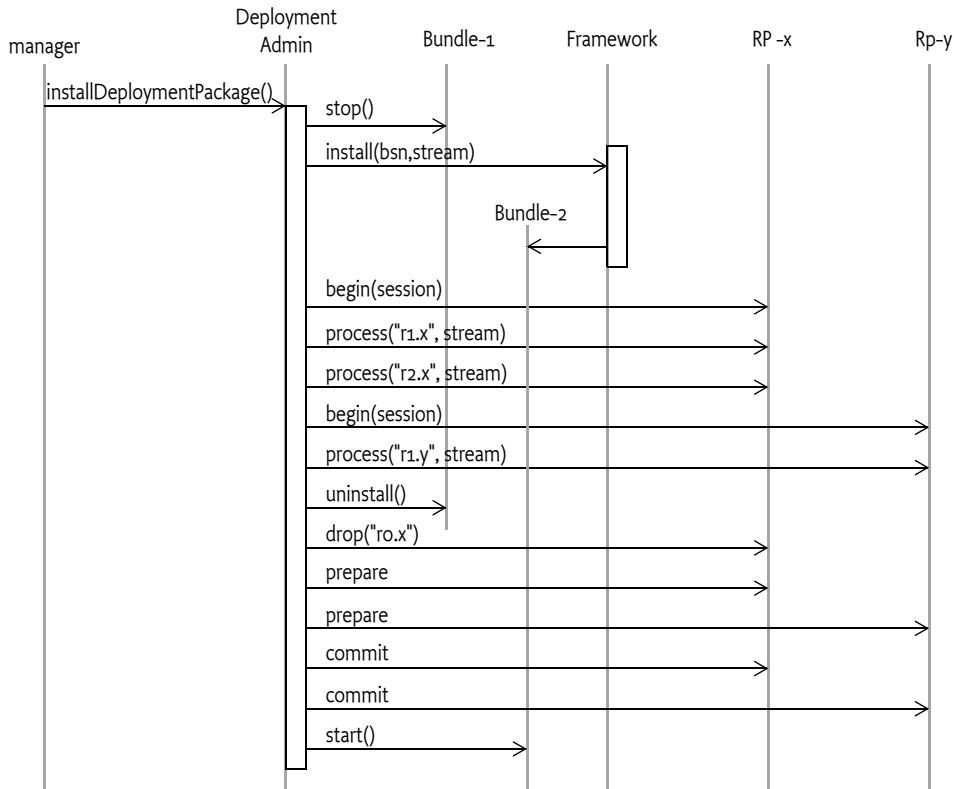 manager
Deployment
Admin
Bundle-1
Framework
RP -x
Rp-y
installDeploymentPackage()
stop()
install(bsn,stream)
Bundle-2
begin(session)
process("r1.x", stream)
process("r2.x", stream)
begin(session)
process("r1.y", stream)
uninstall()
drop("r0.x")
prepare
prepare
commit
commit
start()